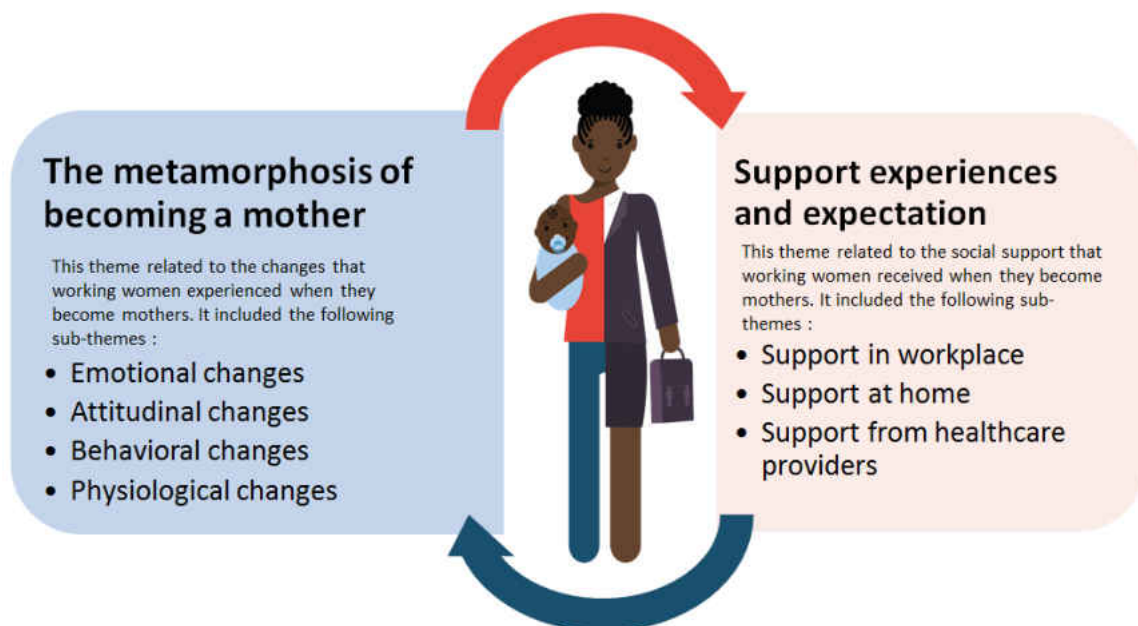 The metamorphosis of
becoming a mother
This theme related to the changes that
working women experienced when they
become mothers. It included the following
sub-themes :
• Emotional changes
• Attitudinal changes
• Behavioral changes
• Physiological changes
Support experiences
and expectation
This theme related to the social support that
working women received when they become
mothers. It included the following sub-
themes :
• Support in workplace
• Support at home
• Support from healthcare
providers